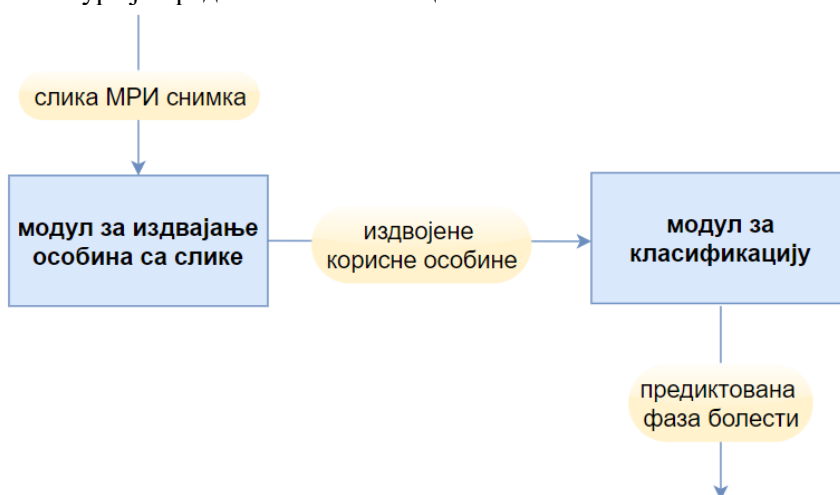 слика МРИ снимка
модул за издвајање
особина са слике
издвојене
корисне особине
модул за
класификацију
предиктована
фаза болести